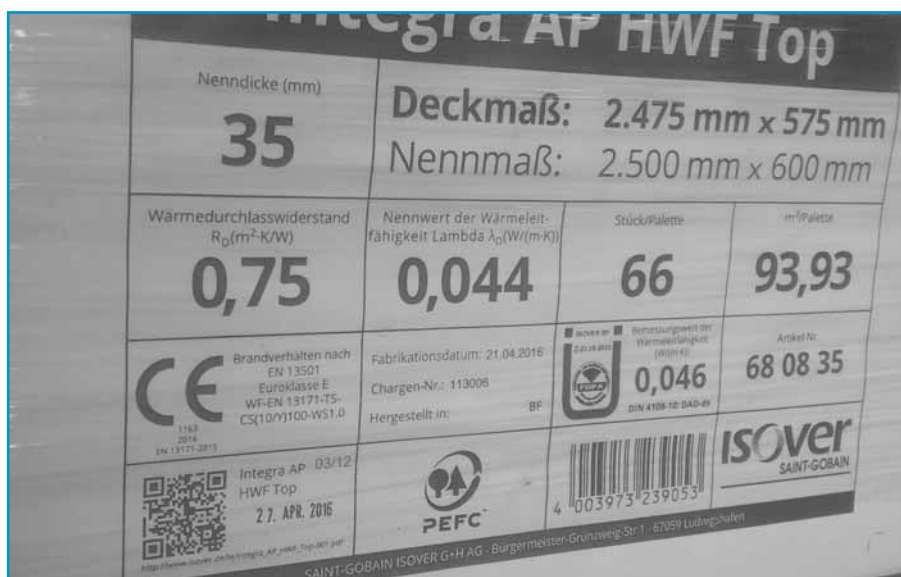 Integra AP HWF Top
Nenndicke (mm)
35
Deckmaß: 2.475 mm x 575 mm
Nennmaß: 2.500 mm x 600 mm
Wärmedurchlasswiderstand
R_D(m²·K/W)
0,75
Nennwert der Wärmeleit-
fähigkeit Lambda λ_D(W/(m·K))
0,044
Stück/Palette
66
m²/Palette
93,93
CE
1163
2016
EN 13171-2015
Brandverhalten nach
EN 13501
Euroklasse E
WF-EN 13171-T5-
CS(10/Y)100-WS1.0
Fabrikationsdatum: 21.04.2016
Chargen-Nr.: 113006
Hergestellt in: BF
ISOVER BF
Bemessungswert der
Wärmeleitfähigkeit
(W/(m·K))
0,046
DIN 4108-10: DAD-dv
Artikel-Nr.
68 08 35
Integra AP 03/12
HWF Top
27. APR. 2016
PEFC
4 003973 239053
ISOVER
SAINT-GOBAIN
SAINT-GOBAIN ISOVER G+H AG - Bürgermeister-Grünzweig-Str.1 - 67059 Ludwigshafen